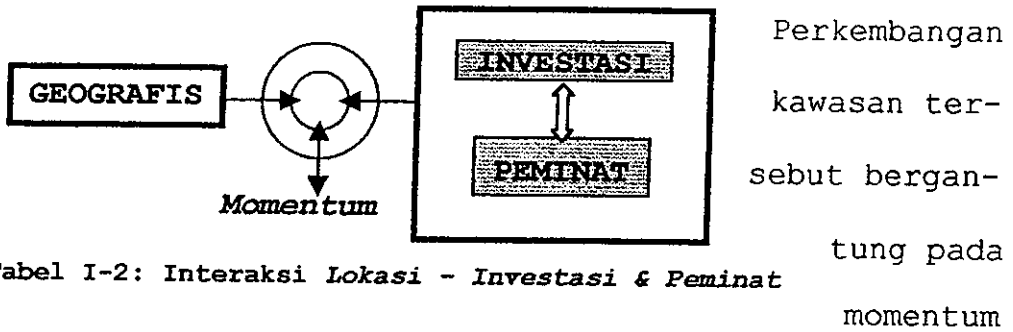 INVESTASI
GEOGRAFIS
PEMINAT
Momentum
abel I-2: Interaksi Lokasi - Investasi & Peminat
Perkembangan
kawasan ter-
sebut bergan-
tung pada
momentum